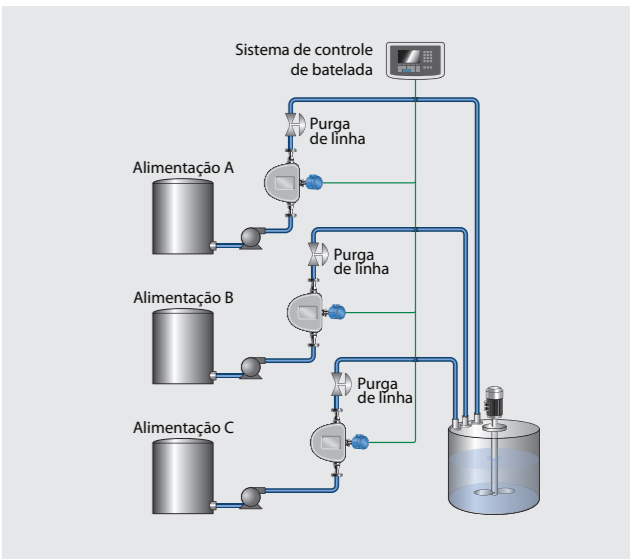 Sistema de controle
de batelada
Purga
de linha
Alimentação A
Purga
de linha
Alimentação B
Purga
de linha
Alimentação C